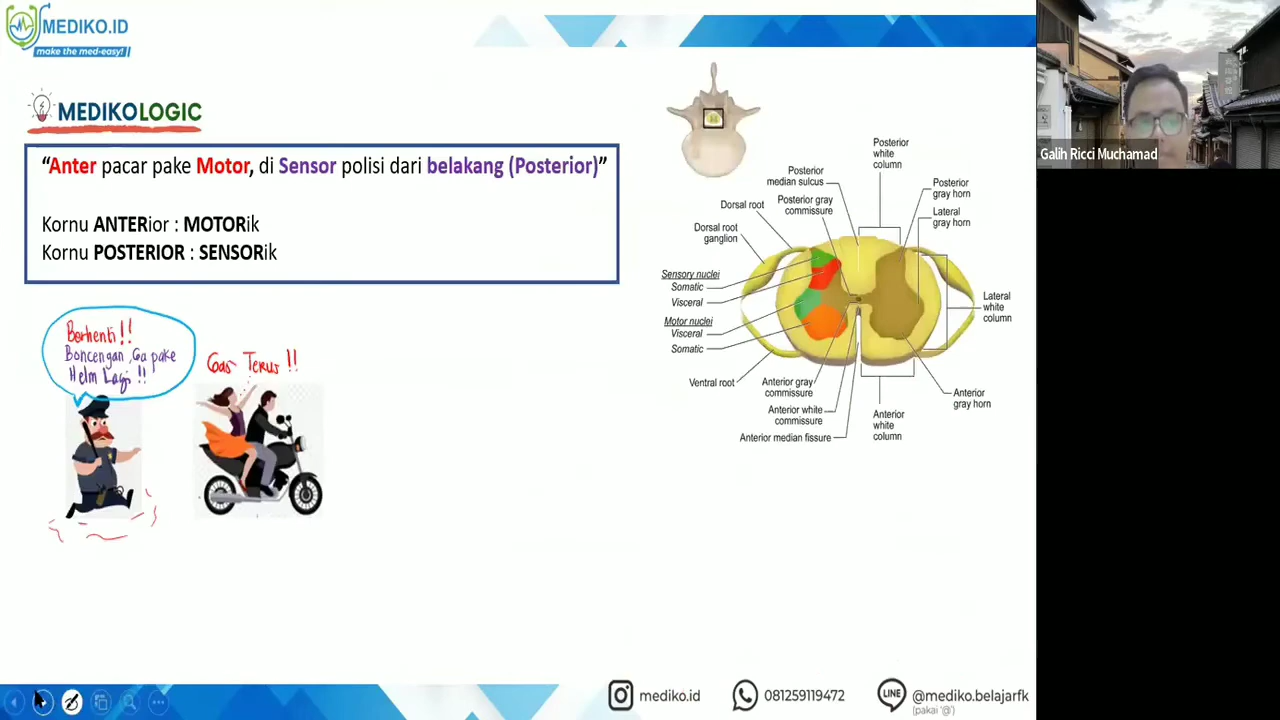 MEDIKO.ID
make the med-easy!
MEDIKOLOGIC
“Anter pacar pake Motor, di Sensor polisi dari belakang (Posterior)”
Kornu ANTERior : MOTORik
Kornu POSTERIOR : SENSORik
Berhenti!!
Boncengan, Ga pake
Helm Lagi !!
Gas Terus !!
Posterior
white
column
Posterior
median sulcus
Posterior gray
commissure
Dorsal root
Dorsal root
ganglion
Posterior
gray horn
Lateral
gray horn
Sensory nuclei
Somatic
Visceral
Motor nuclei
Visceral
Somatic
Lateral
white
column
Ventral root
Anterior gray
commissure
Anterior white
commissure
Anterior median fissure
Anterior
white
column
Anterior
gray horn
Galih Ricci Muchamad
mediko.id
081259119472
LINE
@mediko.belajarfk
(pakai '@')